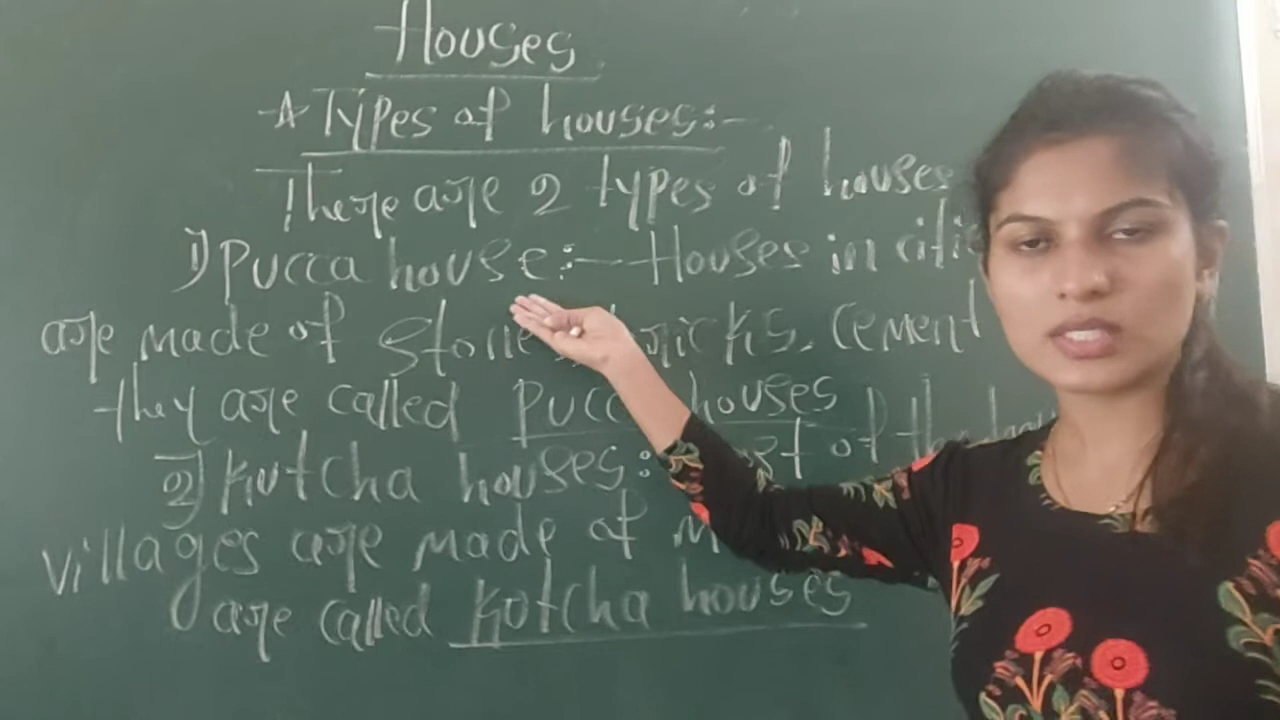 Houses
* Types of houses:-
There are 2 types of houses
1) Pucca house:- Houses in citi
are made of Stone bricks, cement
they are called Pucca houses
2) Kutcha houses: of the
villages are made of
are called Kutcha houses